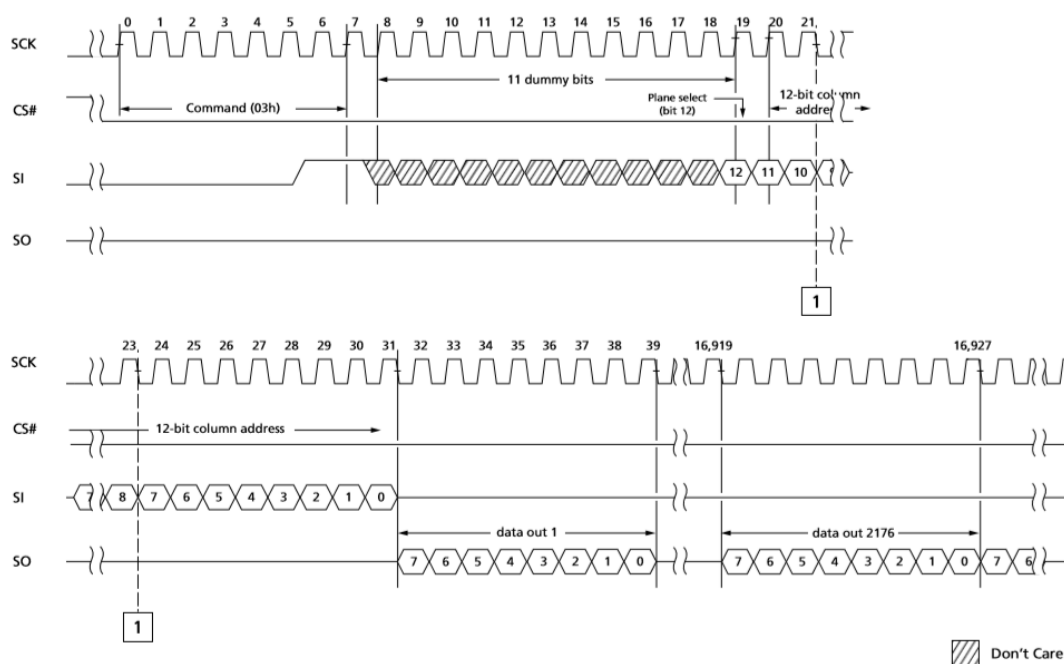 0 1 2 3 4 5 6 7 8 9 10 11 12 13 14 15 16 17 18 19 20 21
SCK
11 dummy bits
CS#
Command (03h)
Plane select
(bit 12)
12-bit column
address
SI
12 11 10
SO
1
23 24 25 26 27 28 29 30 31 32 33 34 35 36 37 38 39 16,919 16,927
SCK
CS#
12-bit column address
SI
7 8 7 6 5 4 3 2 1 0
data out 1
data out 2176
SO
7 6 5 4 3 2 1 0 7 6 5 4 3 2 1 0 7 6
1
Don't Care